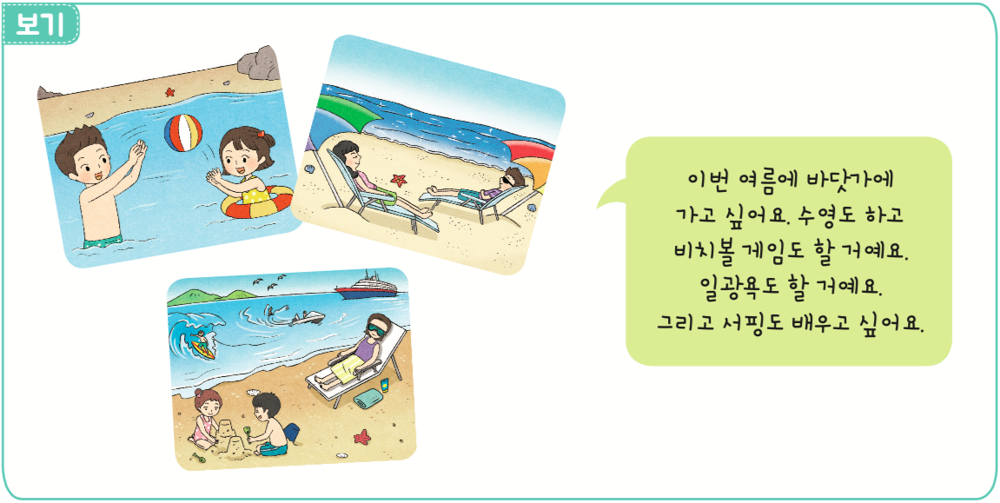 보기
이번 여름에 바닷가에
가고 싶어요. 수영도 하고
비치볼 게임도 할 거예요.
일광욕도 할 거예요.
그리고 서핑도 배우고 싶어요.